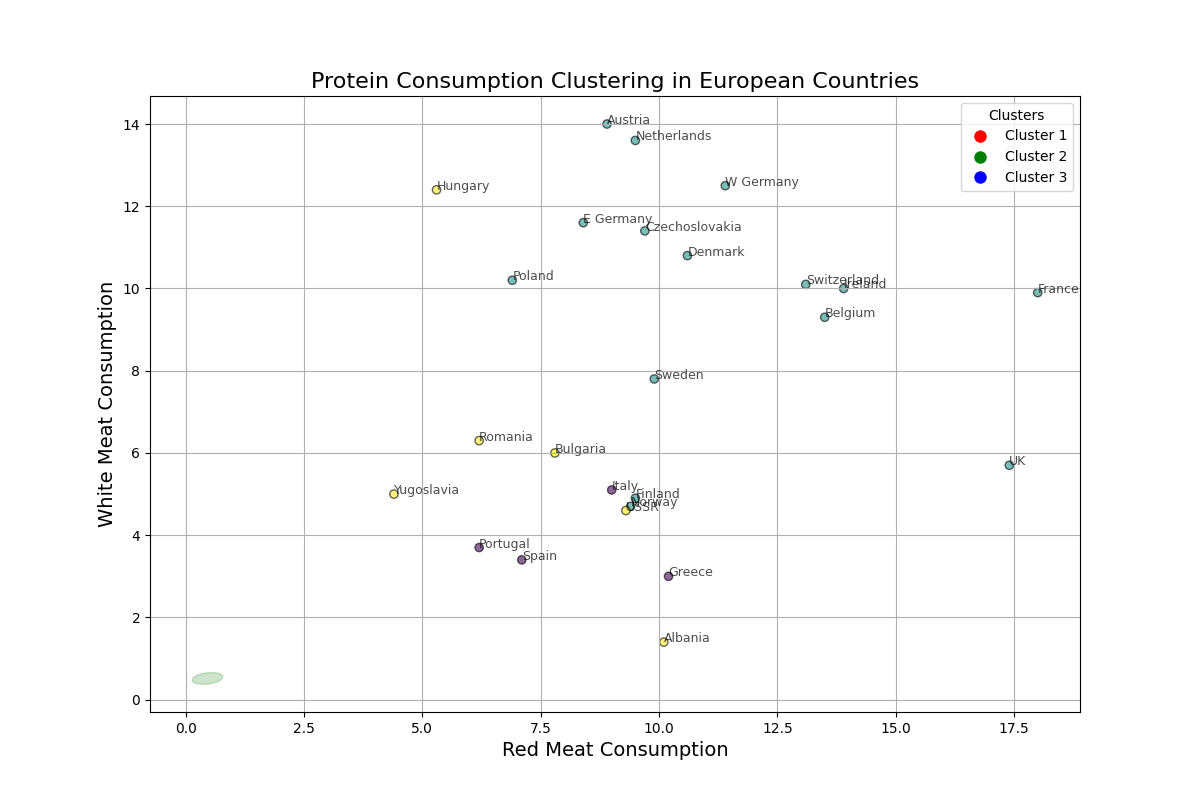 Protein Consumption Clustering in European Countries
Clusters
Cluster 1
Cluster 2
Cluster 3
Austria
Netherlands
W Germany
Hungary
E Germany
Czechoslovakia
Denmark
Poland
Switzerland
Ireland
France
Belgium
Sweden
Romania
Bulgaria
UK
Yugoslavia
Italy
Finland
Norway
USSR
Portugal
Spain
Greece
Albania
14
12
10
8
6
4
2
0
White Meat Consumption
0.0 2.5 5.0 7.5 10.0 12.5 15.0 17.5
Red Meat Consumption